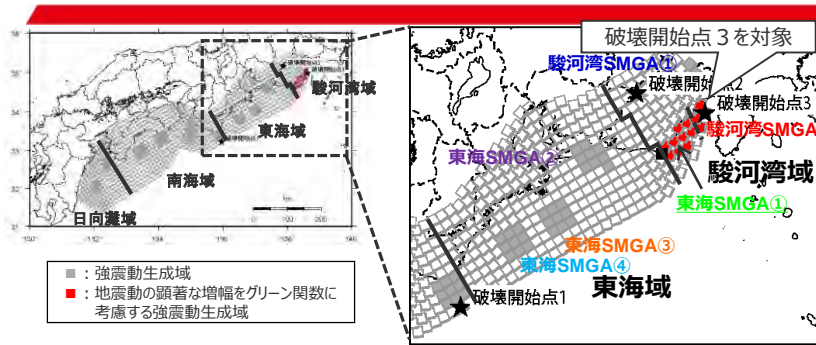 破壊開始点３を対象
駿河湾SMGA①
破壊開始点2
破壊開始点3
駿河湾SMGA
駿河湾域
東海SMGA②
東海SMGA①
東海SMGA③
東海SMGA④
東海域
破壊開始点1
駿河湾域
東海域
南海域
日向灘域
：強震動生成域
：地震動の顕著な増幅をグリーン関数に
考慮する強震動生成域